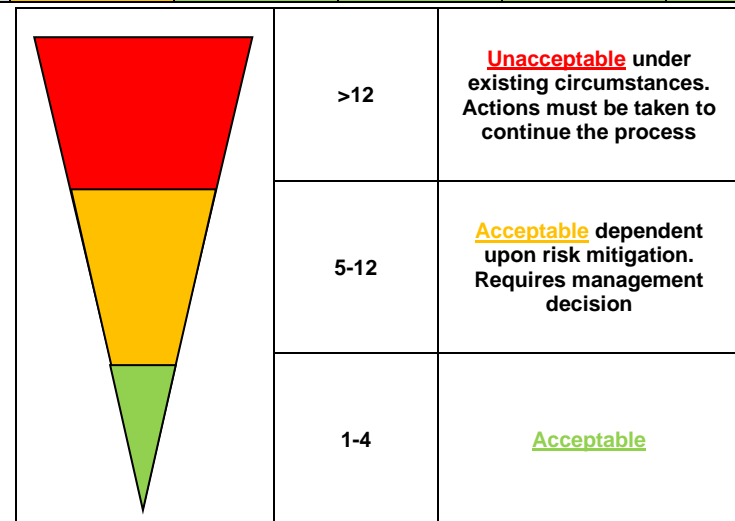 >12
Unacceptable under
existing circumstances.
Actions must be taken to
continue the process
5-12
Acceptable dependent
upon risk mitigation.
Requires management
decision
1-4
Acceptable